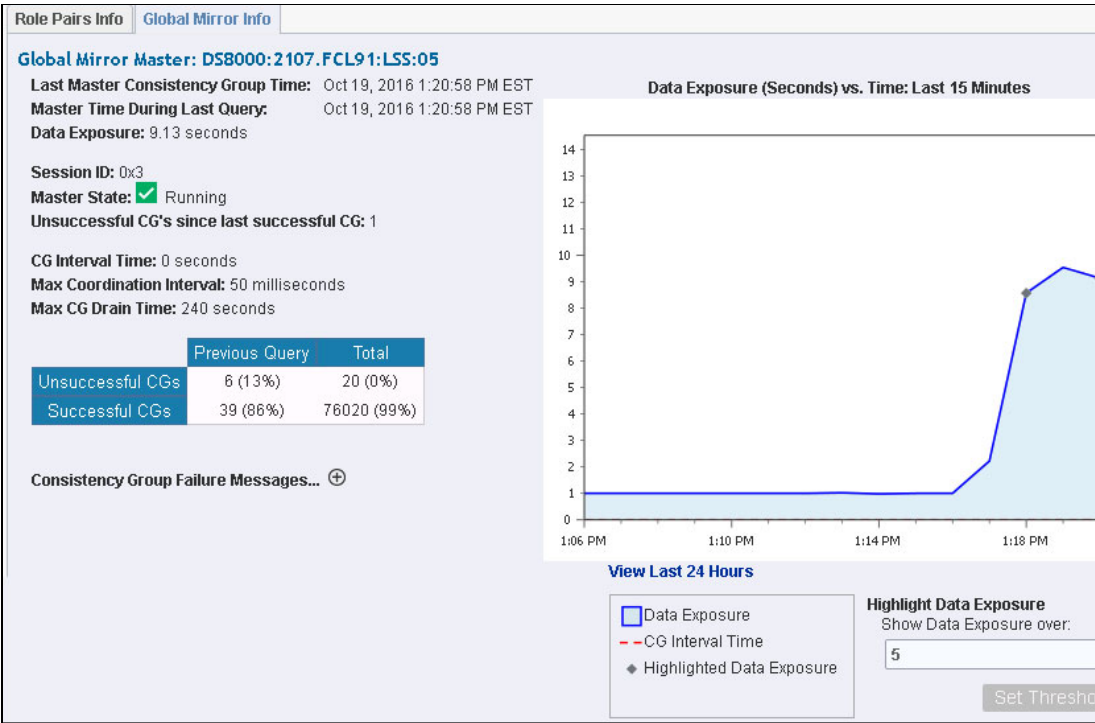 Role Pairs Info
Global Mirror Info
Global Mirror Master: DS8000:2107.FCL91:LSS:05
Last Master Consistency Group Time: Oct 19, 2016 1:20:58 PM EST
Master Time During Last Query: Oct 19, 2016 1:20:58 PM EST
Data Exposure: 9.13 seconds
Session ID: 0x3
Master State: Running
Unsuccessful CG's since last successful CG: 1
CG Interval Time: 0 seconds
Max Coordination Interval: 50 milliseconds
Max CG Drain Time: 240 seconds
Previous Query Total
Unsuccessful CGs 6 (13%) 20 (0%)
Successful CGs 39 (86%) 76020 (99%)
Consistency Group Failure Messages...
Data Exposure (Seconds) vs. Time: Last 15 Minutes
14
13
12
11
10
9
8
7
6
5
4
3
2
1
0
1:06 PM 1:10 PM 1:14 PM 1:18 PM
View Last 24 Hours
Data Exposure
CG Interval Time
Highlighted Data Exposure
Highlight Data Exposure
Show Data Exposure over:
5
Set Thresho